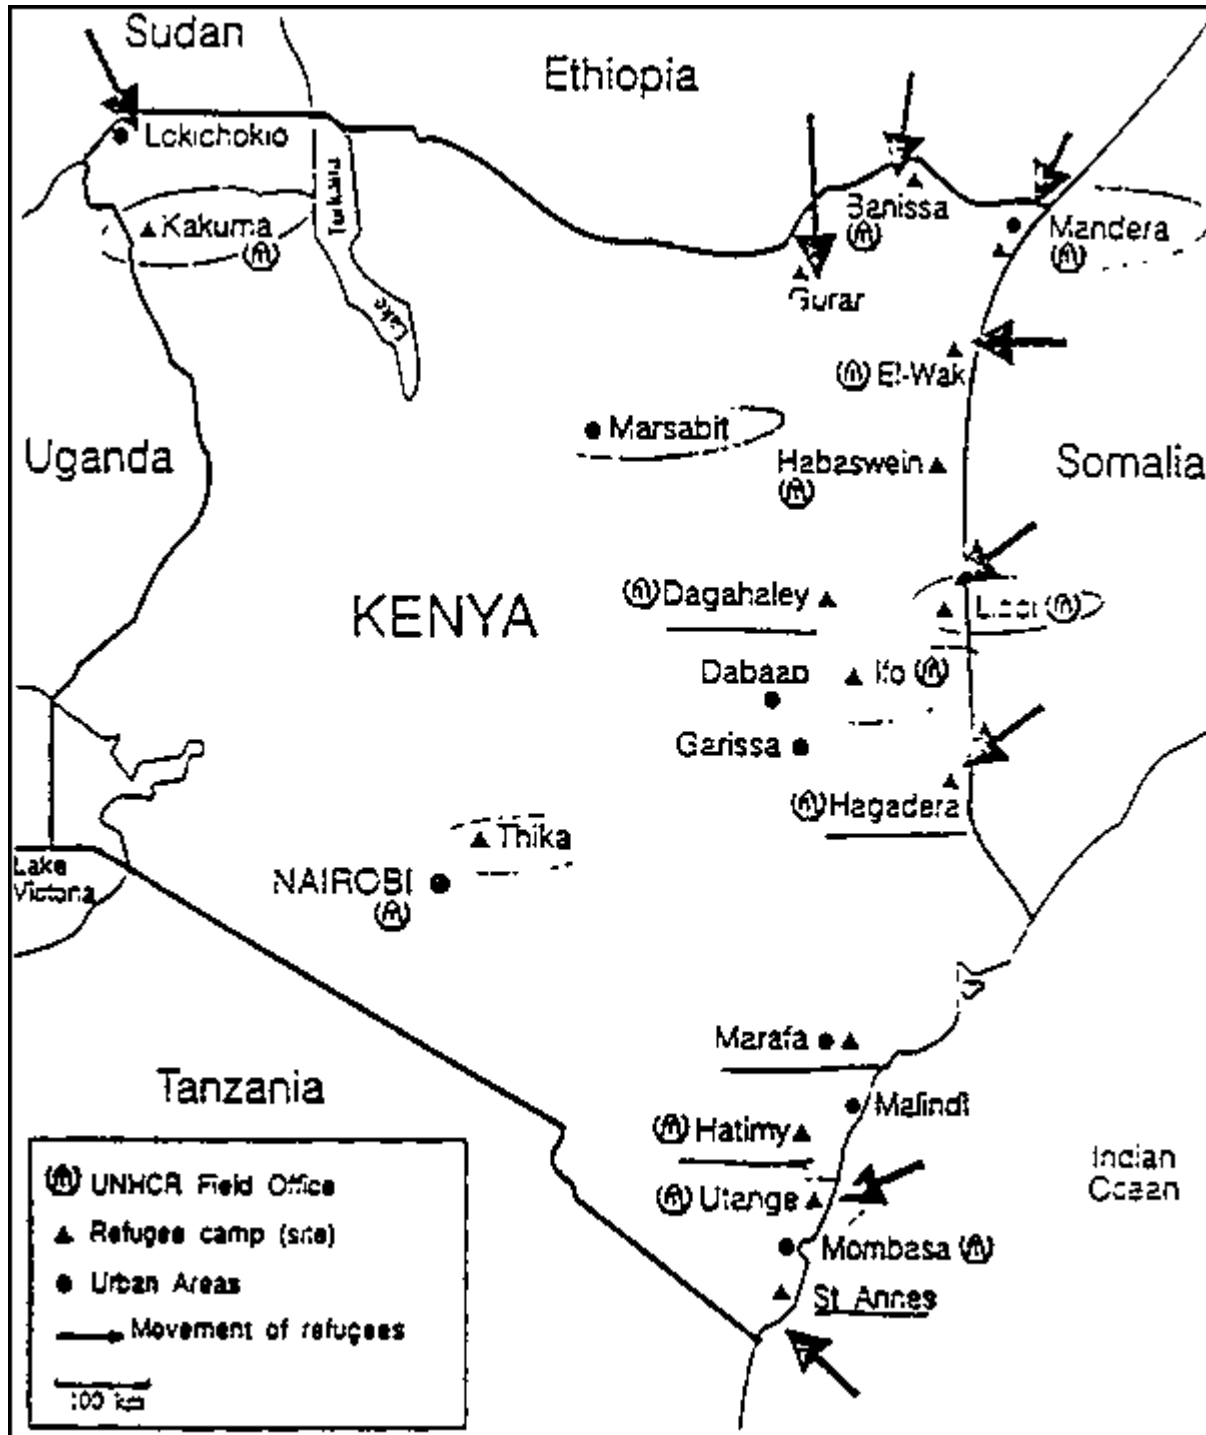 Sudan
Ethiopia
Lokichokio
Turkana
Lake
Kakuma
Banissa
Mandera
Gurar
El-Wak
Marsabit
Uganda
Habaswein
Somalia
Dagahaley
KENYA
Dabaab
Ifo
Garissa
Hagadera
Thika
NAIROBI
Lake
Victoria
Marafa
Tanzania
Malindi
Hatimy
Indian
Ocean
Utange
Mombasa
St Annes
UNHCR Field Office
Refugee camp (site)
Urban Areas
Movement of refugees
100 km